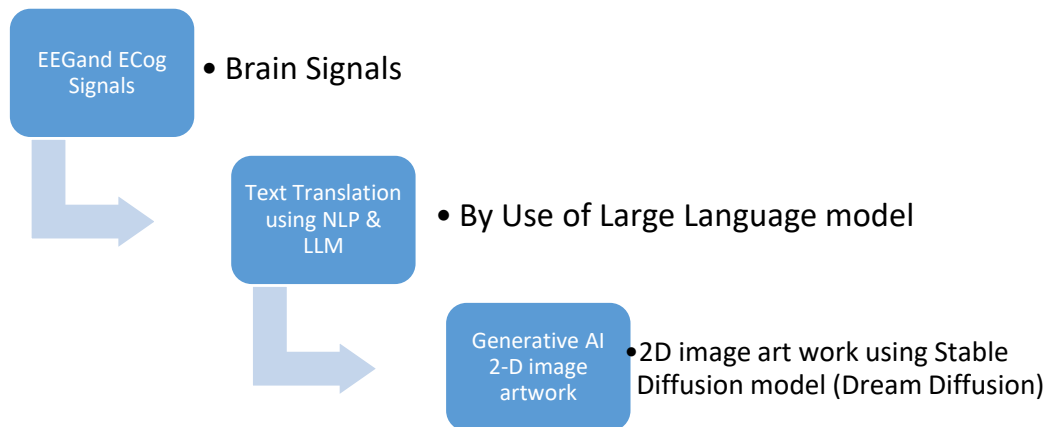 EEGand ECog
Signals
• Brain Signals
Text Translation
using NLP &
LLM
• By Use of Large Language model
Generative AI
2-D image
artwork
•2D image art work using Stable
Diffusion model (Dream Diffusion)